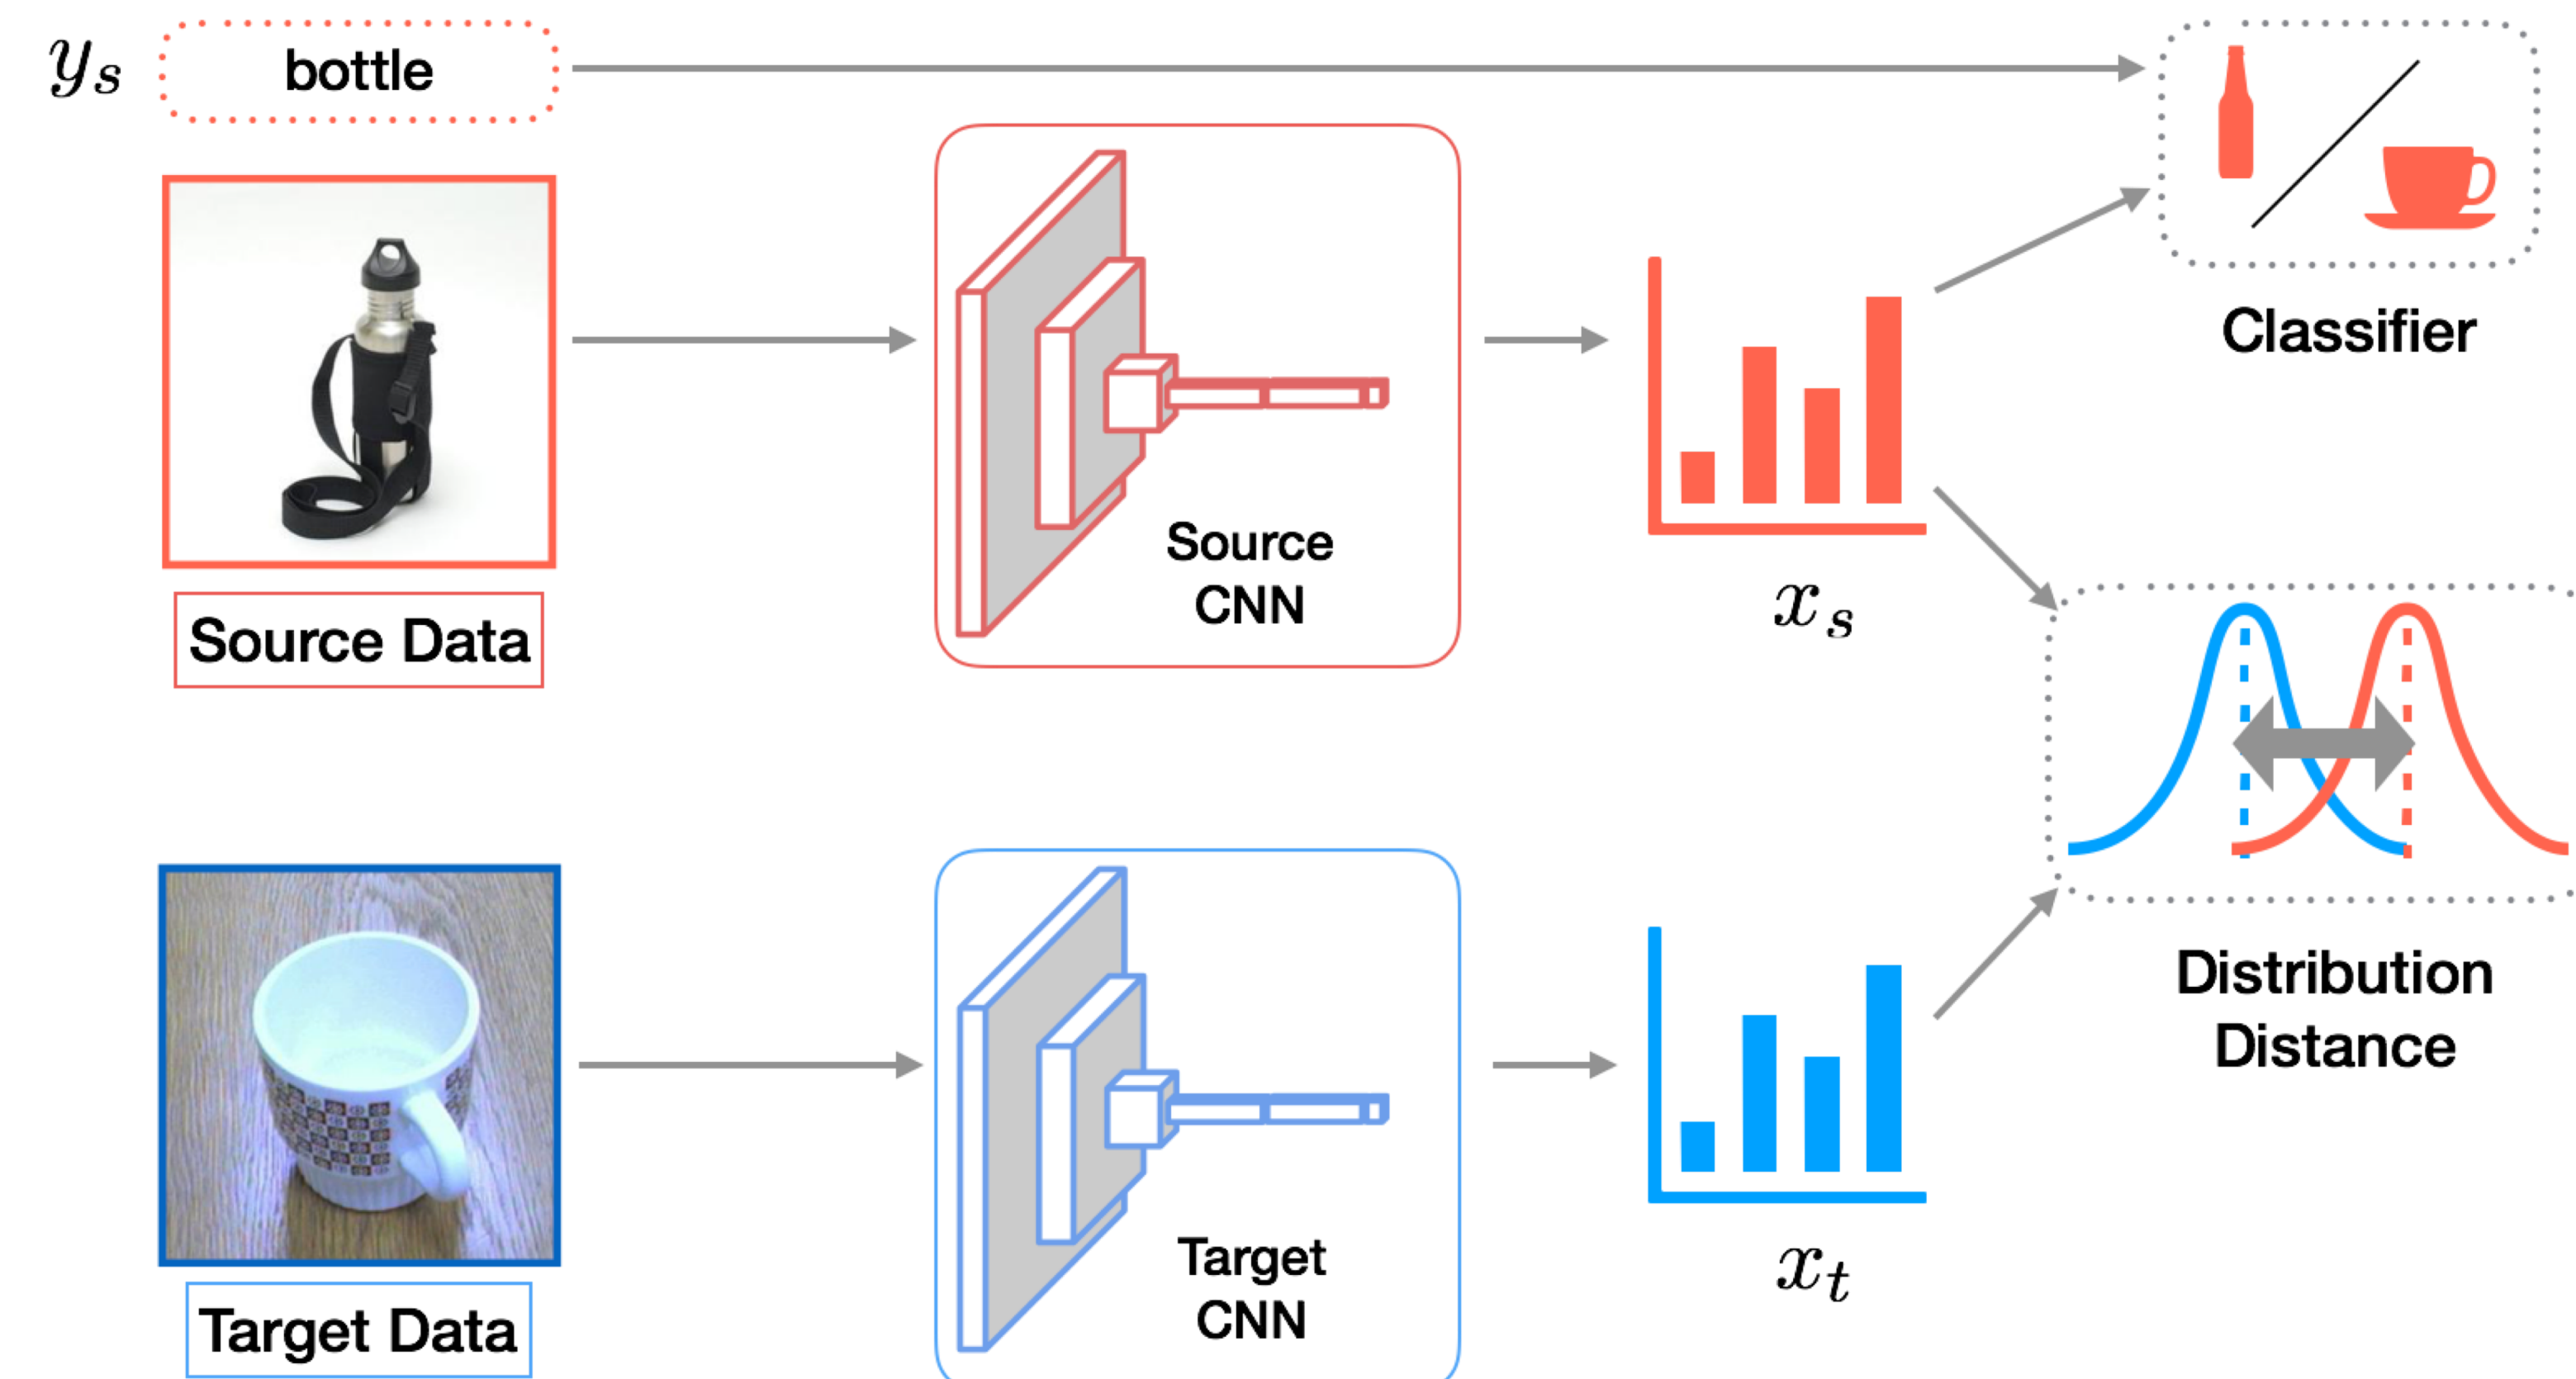 y_s bottle
Classifier
Source
CNN
x_s
Source Data
Distribution
Distance
Target
CNN
x_t
Target Data